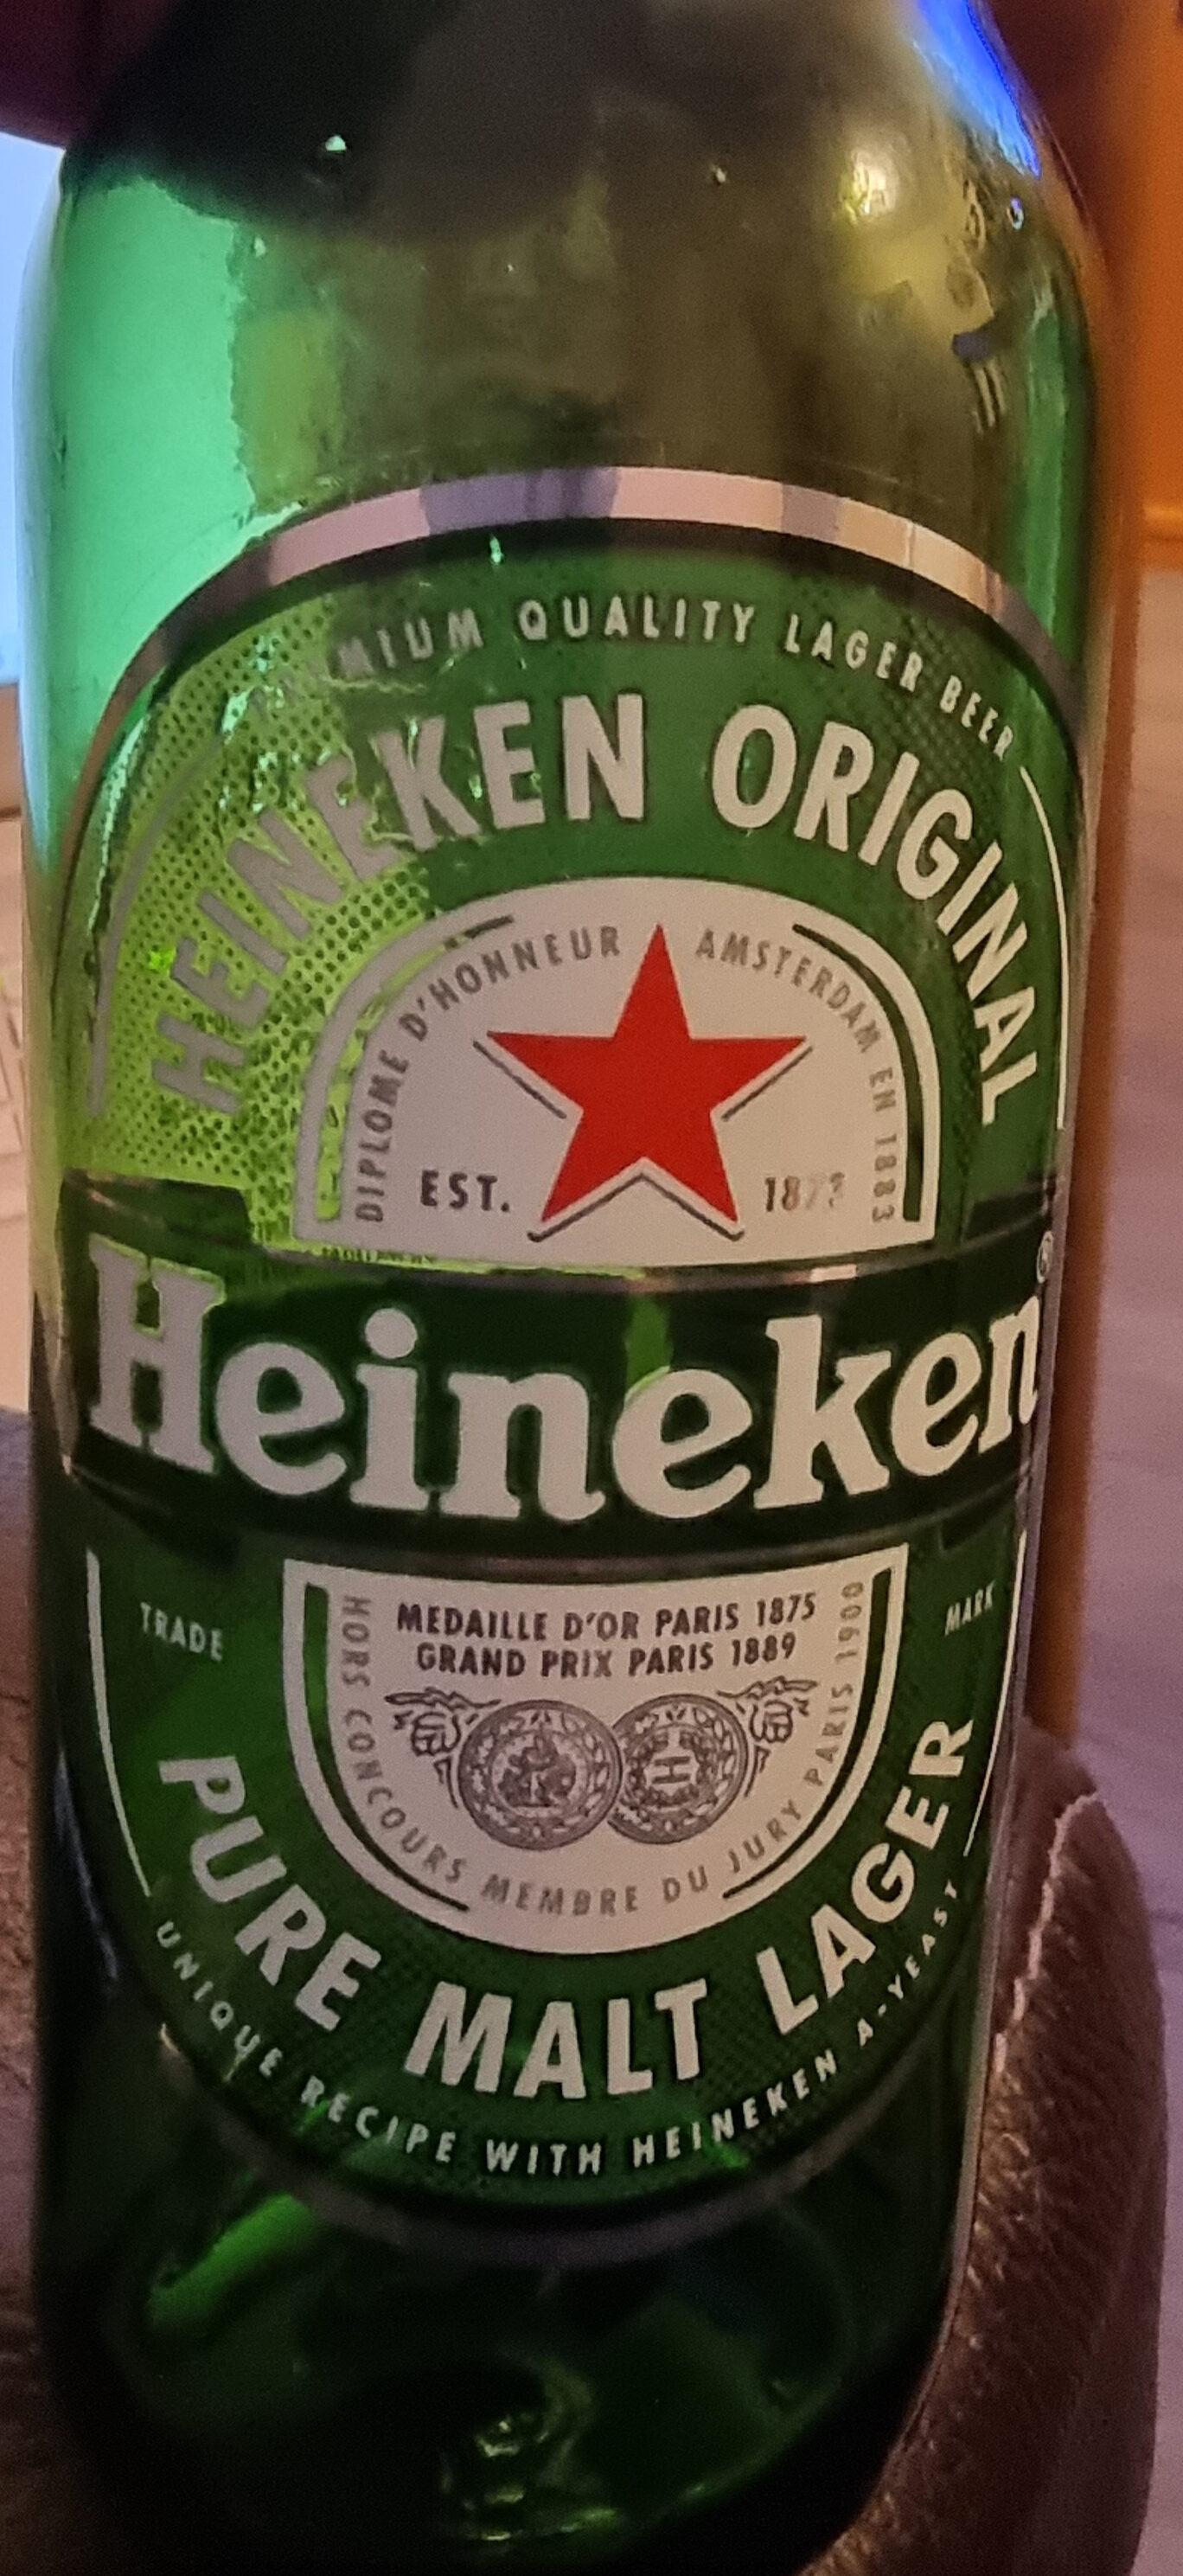 QUALITY LAGER BEER
HEINEKEN ORIGINAL
DIPLOME D'HONNEUR AMSTERDAM EN 1883
EST.
Heineken®
TRADE MARK
MEDAILLE D'OR PARIS 1875
GRAND PRIX PARIS 1889
HORS CONCOURS MEMBRE DU JURY PARIS 1900
H
PURE MALT LAGER
UNIQUE RECIPE WITH HEINEKEN A-YEAST